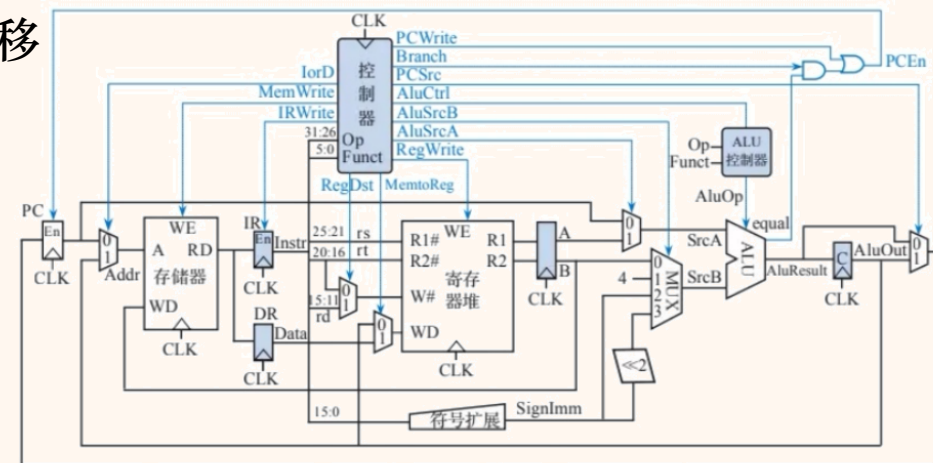 移
CLK
控制器
PCWrite
Branch
PCSrc
AluCtrl
AluSrcB
AluSrcA
RegWrite
IorD
MemWrite
IRWrite
31:26
5:0
Op
Funct
RegDst
MemtoReg
PCEn
Op
Funct
ALU
控制器
AluOp
PC
En
CLK
0
1
Addr
WE
A
RD
存储器
WD
CLK
IR
En
Instr
CLK
DR
Data
CLK
25:21
rs
20:16
rt
15:11
rd
0
1
0
1
WE
R1#
R1
R2#
R2
W#
寄存
器堆
WD
CLK
A
B
CLK
0
1
4
0
1
2
3
MUX
SrcA
SrcB
ALU
equal
AluResult
C
CLK
AluOut
0
1
≪2
15:0
符号扩展
SignImm